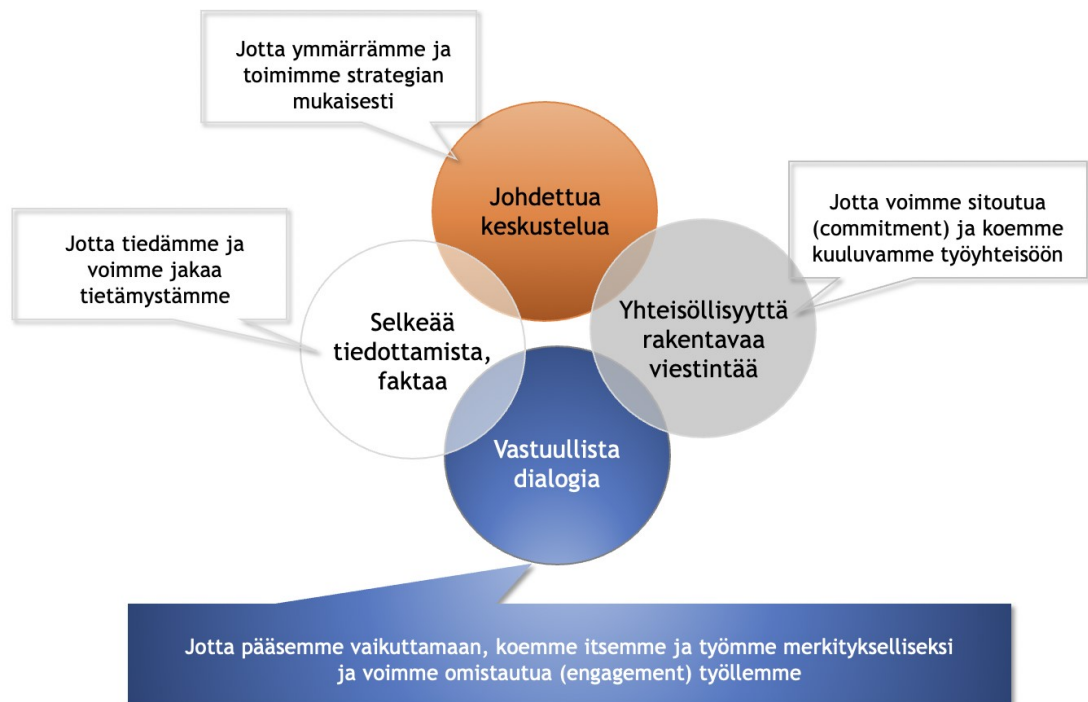 Jotta ymmärrämme ja
toimimme strategian
mukaisesti
Johdettua
keskustelua
Jotta voimme sitoutua
(commitment) ja koemme
kuuluvamme työyhteisöön
Jotta tiedämme ja
voimme jakaa
tietämystämme
Selkeää
tiedottamista,
faktaa
Yhteisöllisyyttä
rakentavaa
viestintää
Vastuullista
dialogia
Jotta pääsemme vaikuttamaan, koemme itsemme ja työmme merkitykselliseksi
ja voimme omistautua (engagement) työllemme